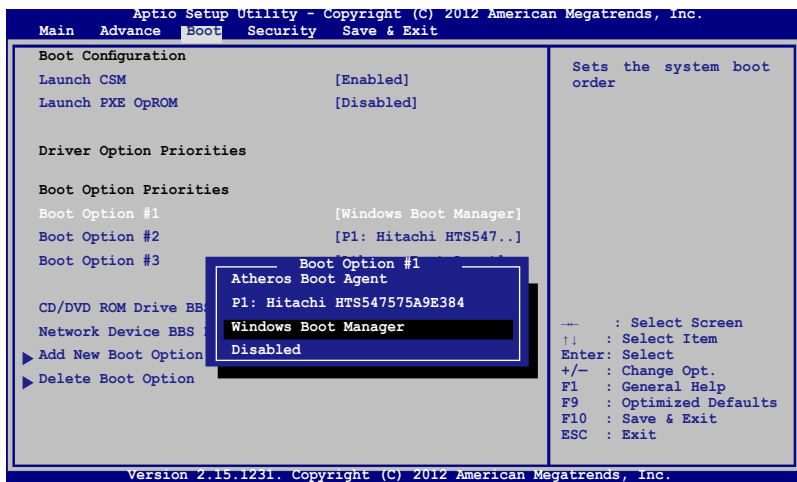 Aptio Setup Utility - Copyright (C) 2012 American Megatrends, Inc.
Main Advance Boot Security Save & Exit
Boot Configuration
Launch CSM [Enabled]
Launch PXE OpROM [Disabled]
Driver Option Priorities
Boot Option Priorities
Boot Option #1 [Windows Boot Manager]
Boot Option #2 [P1: Hitachi HTS547..]
Boot Option #3
CD/DVD ROM Drive BBS
Network Device BBS
Add New Boot Option
Delete Boot Option
Boot Option #1
Atheros Boot Agent
P1: Hitachi HTS547575A9E384
Windows Boot Manager
Disabled
Sets the system boot
order
→← : Select Screen
↑↓ : Select Item
Enter: Select
+/— : Change Opt.
F1 : General Help
F9 : Optimized Defaults
F10 : Save & Exit
ESC : Exit
Version 2.15.1231. Copyright (C) 2012 American Megatrends, Inc.